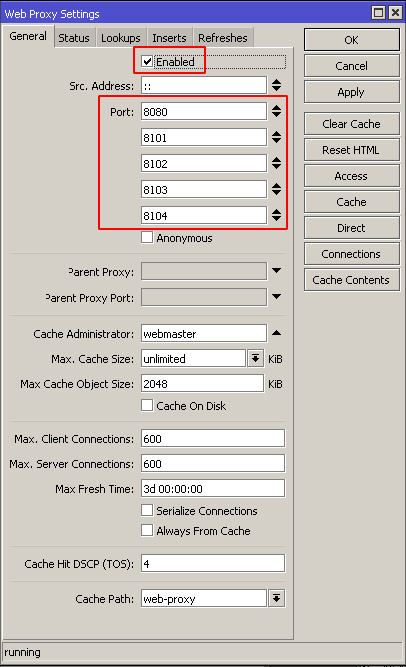 Web Proxy Settings
General Status Lookups Inserts Refreshes
Enabled
OK
Cancel
Src. Address: ::
Apply
Port: 8080
Clear Cache
8101
Reset HTML
8102
Access
8103
Cache
8104
Direct
Anonymous
Connections
Parent Proxy:
Cache Contents
Parent Proxy Port:
Cache Administrator: webmaster
Max. Cache Size: unlimited KiB
Max Cache Object Size: 2048 KiB
Cache On Disk
Max. Client Connections: 600
Max. Server Connections: 600
Max Fresh Time: 3d 00:00:00
Serialize Connections
Always From Cache
Cache Hit DSCP (TOS): 4
Cache Path: web-proxy
running